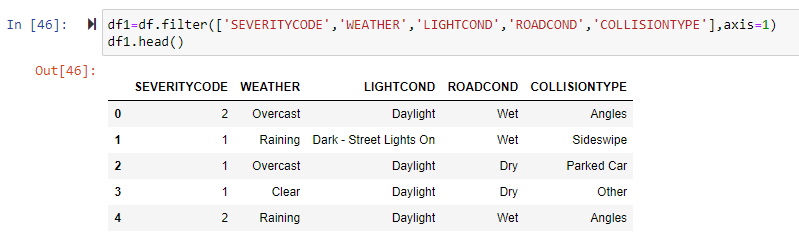 In [46]: df1=df.filter(['SEVERITYCODE','WEATHER','LIGHTCOND','ROADCOND','COLLISIONTYPE'],axis=1)
df1.head()
Out[46]:
SEVERITYCODE WEATHER LIGHTCOND ROADCOND COLLISIONTYPE
0 2 Overcast Daylight Wet Angles
1 1 Raining Dark - Street Lights On Wet Sideswipe
2 1 Overcast Daylight Dry Parked Car
3 1 Clear Daylight Dry Other
4 2 Raining Daylight Wet Angles